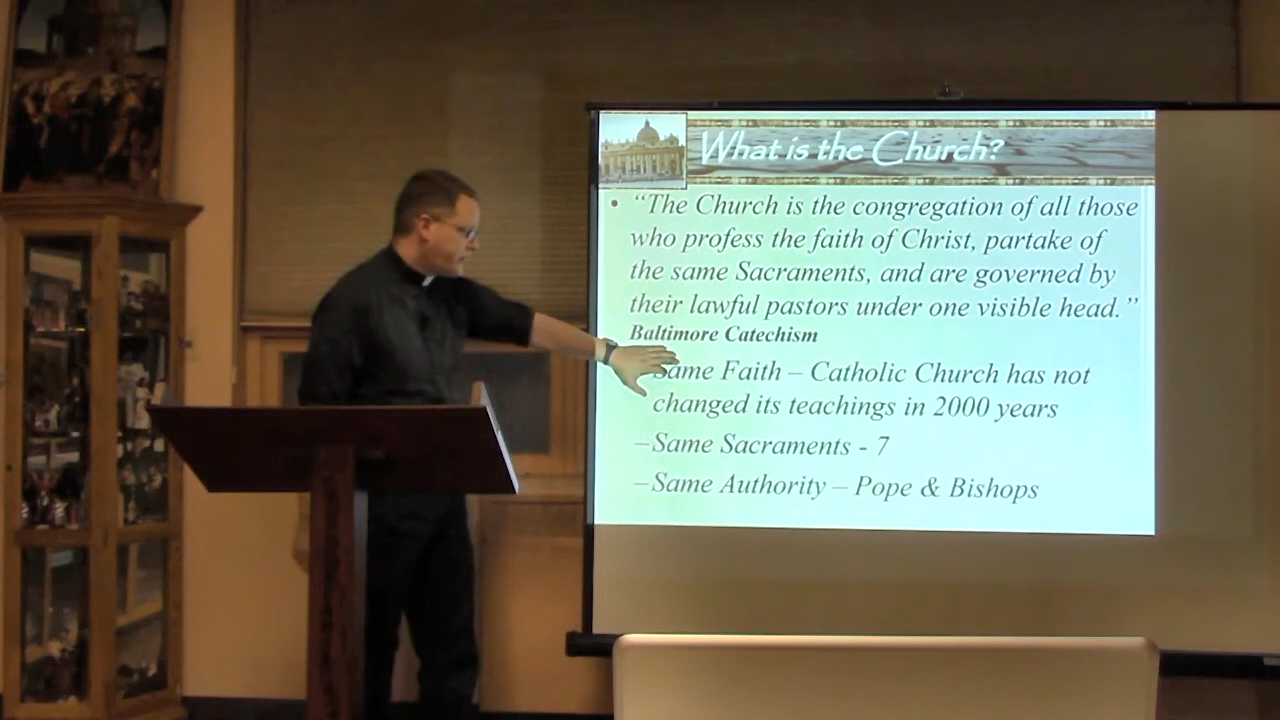 What is the Church?
• “The Church is the congregation of all those
who profess the faith of Christ, partake of
the same Sacraments, and are governed by
their lawful pastors under one visible head.”
Baltimore Catechism
Same Faith – Catholic Church has not
changed its teachings in 2000 years
–Same Sacraments - 7
–Same Authority – Pope & Bishops